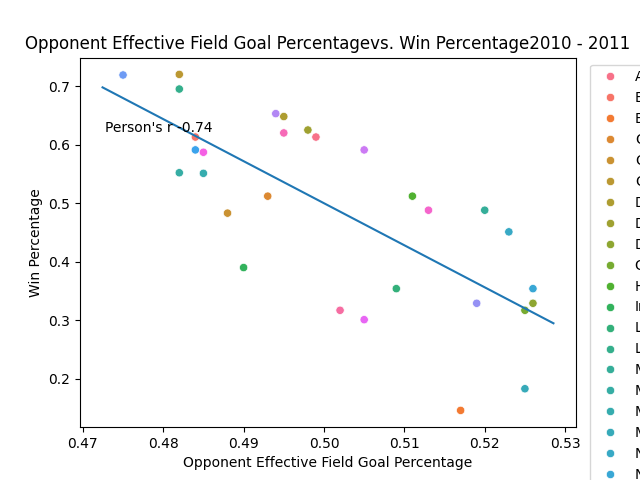 Opponent Effective Field Goal Percentagevs. Win Percentage2010 - 2011
0.7
0.6
0.5
0.4
0.3
0.2
Win Percentage
Person's r -0.74
0.47 0.48 0.49 0.50 0.51 0.52 0.53
Opponent Effective Field Goal Percentage